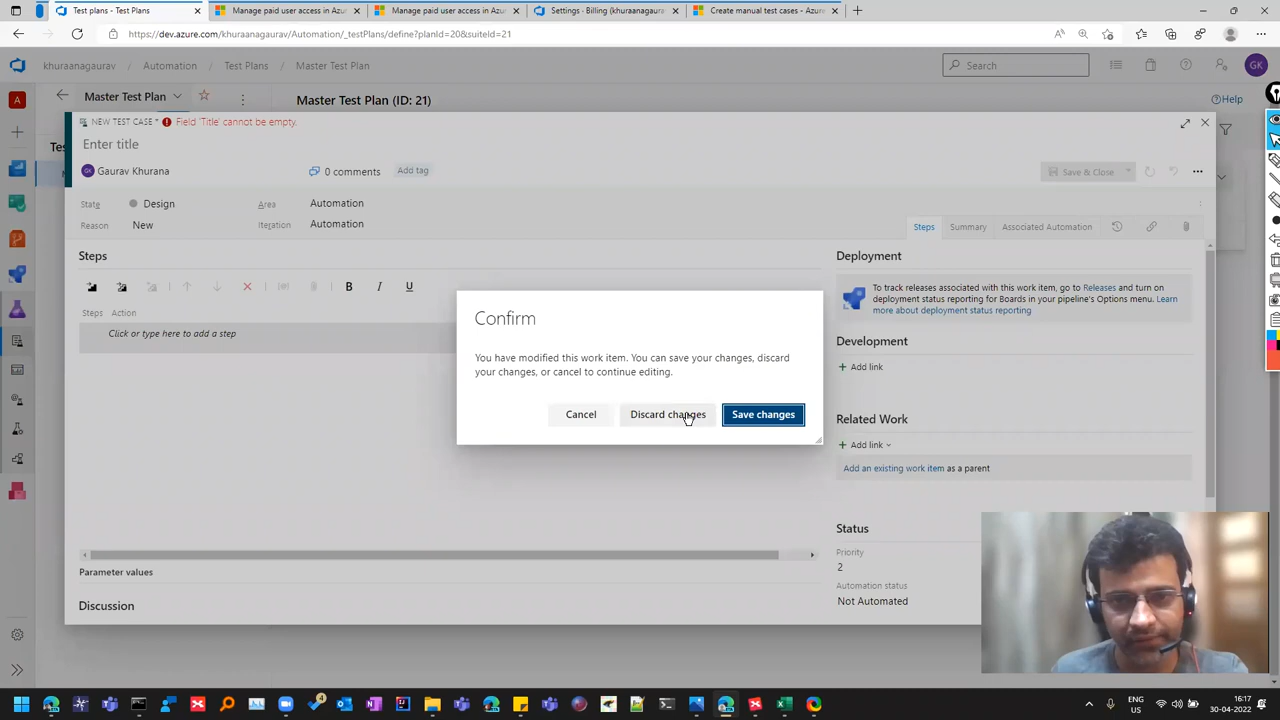 Test plans - Test Plans
Manage paid user access in Azur
Manage paid user access in Azur
Settings - Billing (khuraanagaurav
Create manual test cases - Azure
https://dev.azure.com/khuraanagaurav/Automation/_testPlans/define?planId=20&suiteId=21
khuraanagaurav / Automation / Test Plans / Master Test Plan
Search
GK
Master Test Plan
Master Test Plan (ID: 21)
Help
NEW TEST CASE * Field 'Title' cannot be empty.
Enter title
GK Gaurav Khurana
0 comments
Add tag
Save & Close
State Design
Area Automation
Reason New
Iteration Automation
Steps Summary Associated Automation
Steps
B I U
Steps Action
Click or type here to add a step
Parameter values
Discussion
Confirm
You have modified this work item. You can save your changes, discard
your changes, or cancel to continue editing.
Cancel Discard changes Save changes
Deployment
To track releases associated with this work item, go to Releases and turn on
deployment status reporting for Boards in your pipeline's Options menu. Learn
more about deployment status reporting
Development
Add link
Related Work
Add link
Add an existing work item as a parent
Status
Priority
2
Automation status
Not Automated
ENG
US
16:17
30-04-2022